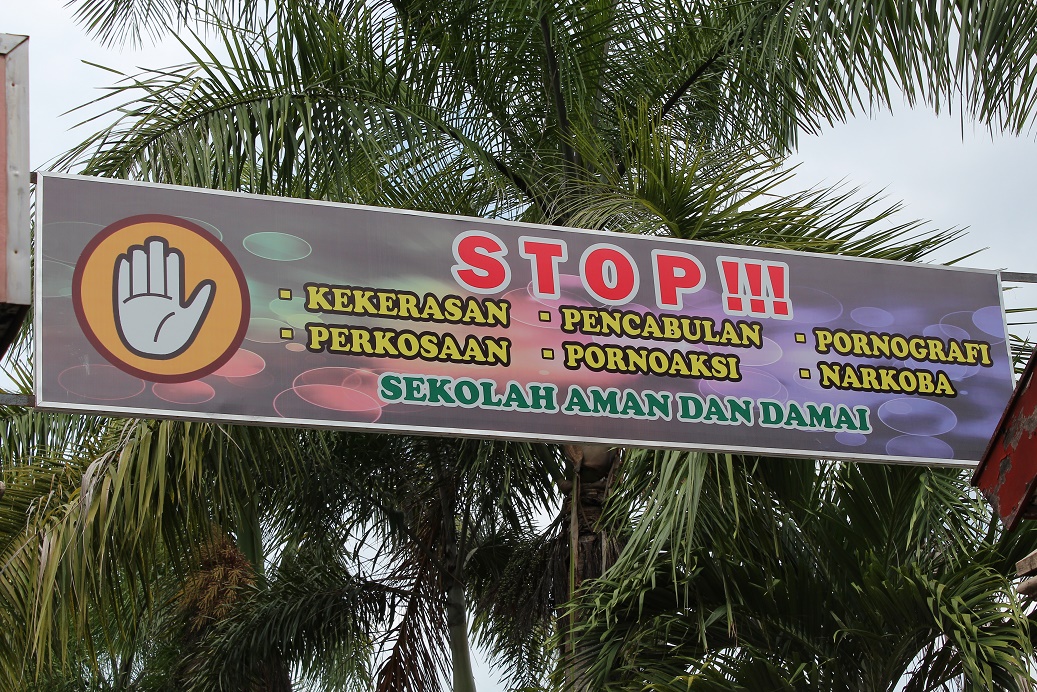 STOP!!!
▪ KEKERASAN ▪ PENCABULAN ▪ PORNOGRAFI
▪ PERKOSAAN ▪ PORNOAKSI ▪ NARKOBA
SEKOLAH AMAN DAN DAMAI